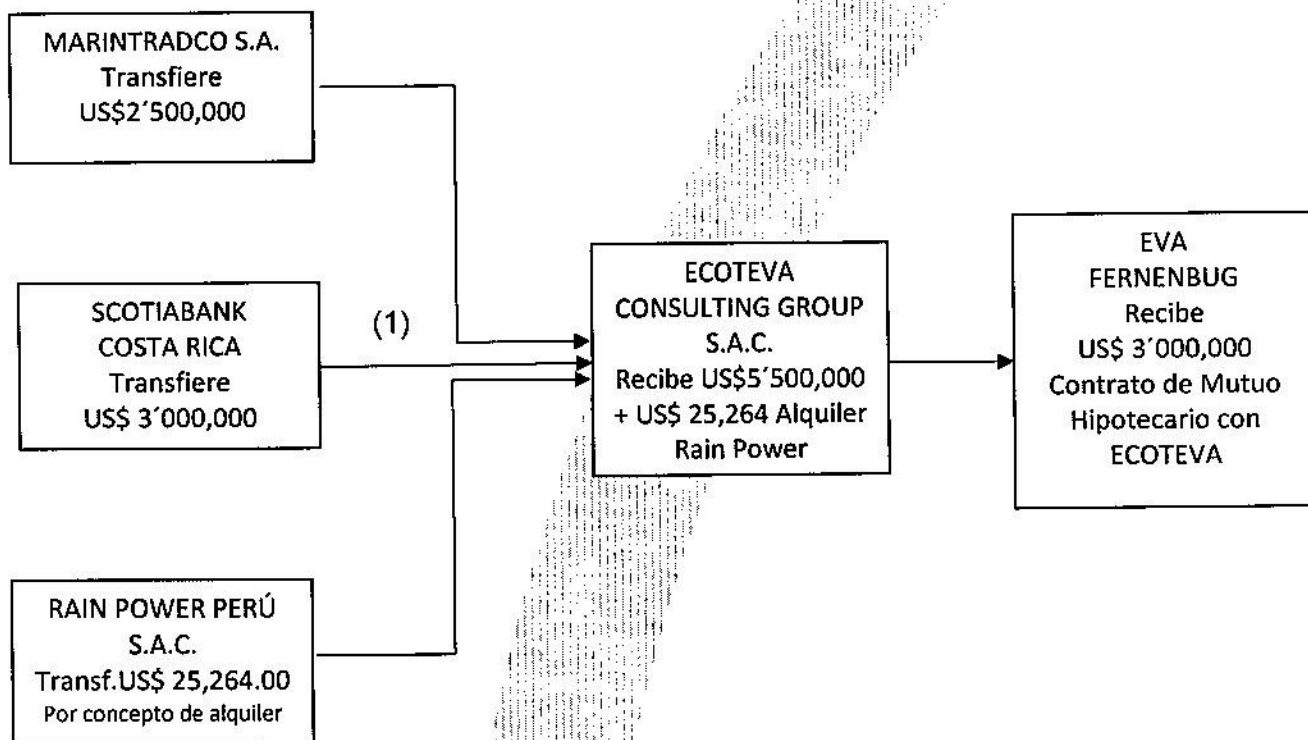 MARINTRADCO S.A.
Transfiere
US$2´500,000
SCOTIABANK
COSTA RICA
Transfiere
US$ 3´000,000
(1)
RAIN POWER PERÚ
S.A.C.
Transf.US$ 25,264.00
Por concepto de alquiler
ECOTEVA
CONSULTING GROUP
S.A.C.
Recibe US$5´500,000
+ US$ 25,264 Alquiler
Rain Power
EVA
FERNENBUG
Recibe
US$ 3´000,000
Contrato de Mutuo
Hipotecario con
ECOTEVA